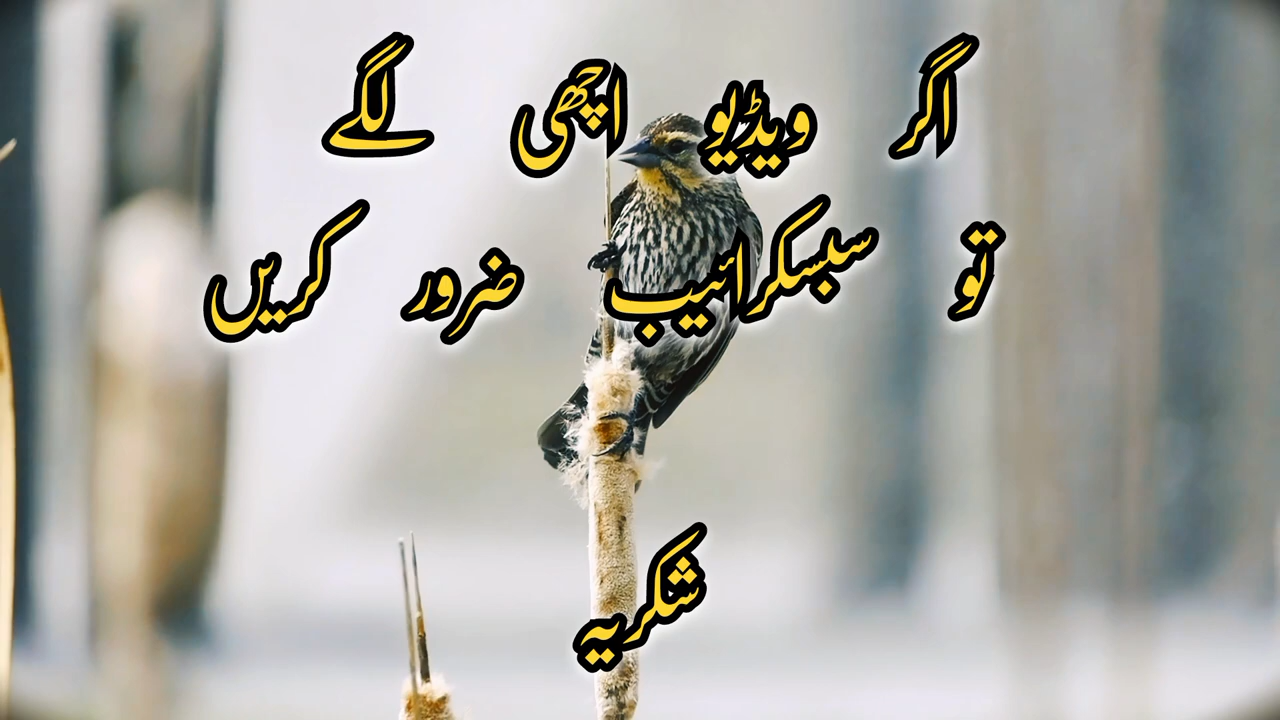 اگر ویڈیو اچھی لگے
تو سبسکرائیب ضرور کریں
شکریہ